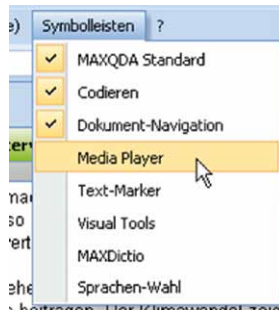 Symbolleisten ?
MAXQDA Standard
Codieren
Dokument-Navigation
Media Player
Text-Marker
Visual Tools
MAXDictio
Sprachen-Wahl